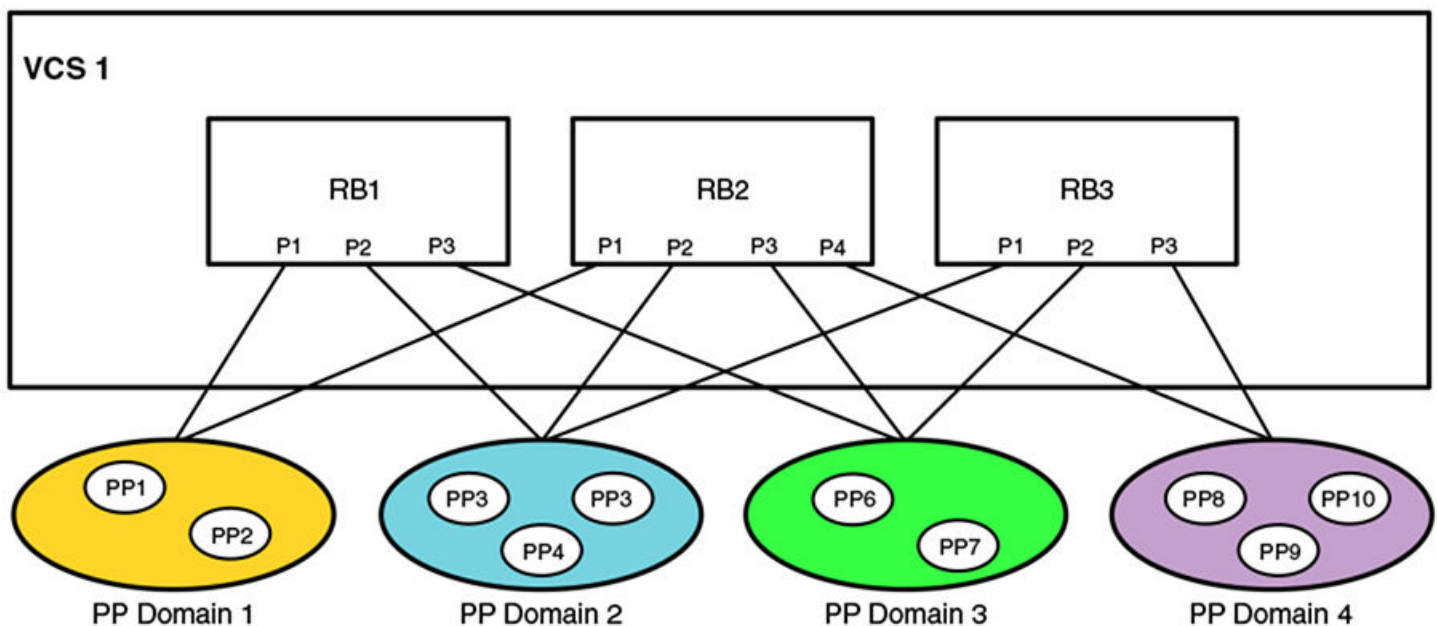 VCS 1
RB1 RB2 RB3
P1 P2 P3 P1 P2 P3 P4 P1 P2 P3
PP1 PP3 PP3 PP6 PP8 PP10
PP2 PP4 PP7 PP9
PP Domain 1 PP Domain 2 PP Domain 3 PP Domain 4